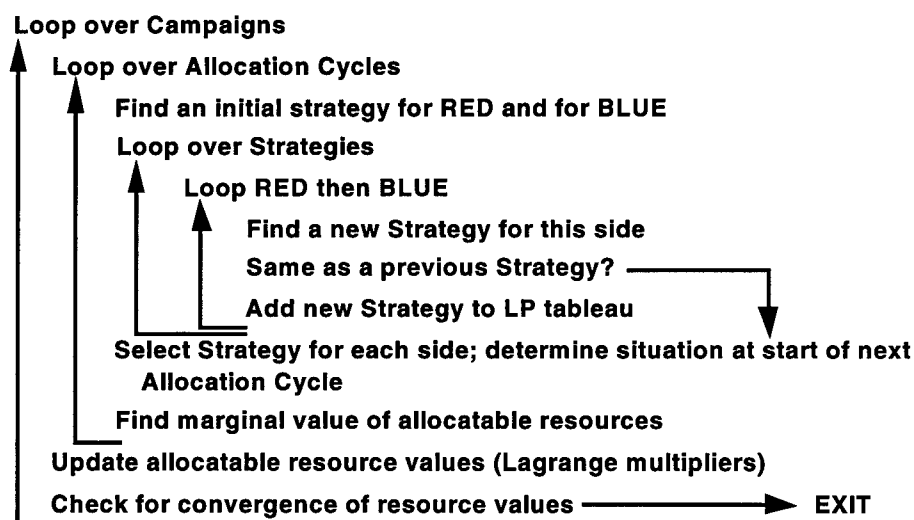 Loop over Campaigns
Loop over Allocation Cycles
Find an initial strategy for RED and for BLUE
Loop over Strategies
Loop RED then BLUE
Find a new Strategy for this side
Same as a previous Strategy?
Add new Strategy to LP tableau
Select Strategy for each side; determine situation at start of next
Allocation Cycle
Find marginal value of allocatable resources
Update allocatable resource values (Lagrange multipliers)
Check for convergence of resource values EXIT